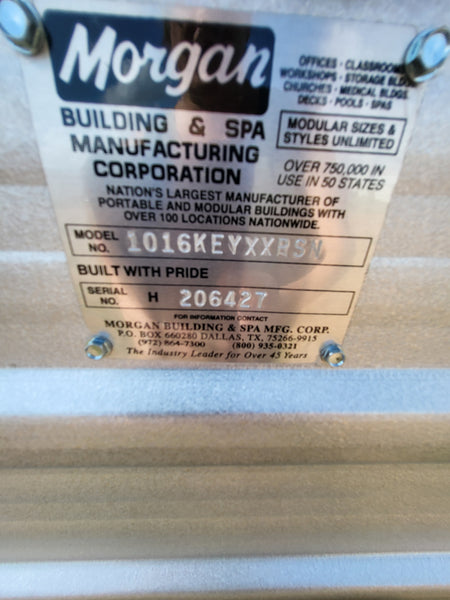 Morgan
OFFICES · CLASSROOMS
WORKSHOPS · STORAGE BLDGS.
CHURCHES · MEDICAL BLDGS.
DECKS · POOLS · SPAS
BUILDING & SPA
MANUFACTURING
CORPORATION
MODULAR SIZES &
STYLES UNLIMITED
OVER 750,000 IN
USE IN 50 STATES
NATION'S LARGEST MANUFACTURER OF
PORTABLE AND MODULAR BUILDINGS WITH
OVER 100 LOCATIONS NATIONWIDE.
MODEL NO.
BUILT WITH PRIDE
SERIAL NO. H 206427
FOR INFORMATION CONTACT
MORGAN BUILDING & SPA MFG. CORP.
P.O. BOX 660280 DALLAS, TX, 75266-9915
(972) 864-7300 (800) 935-0321
The Industry Leader for Over 45 Years